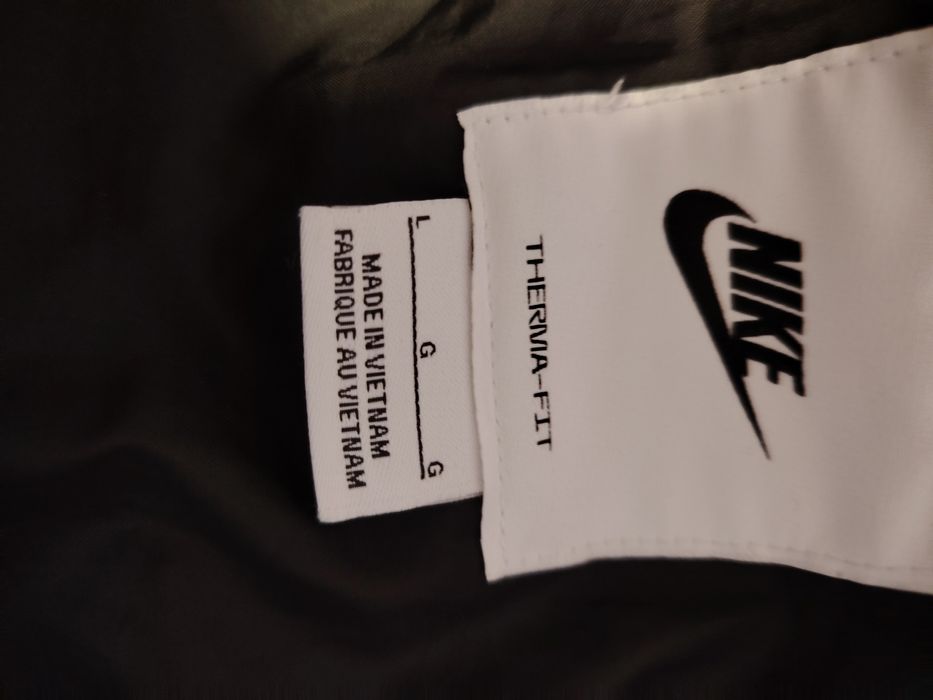 NIKE
THERMA-FIT
L G G
MADE IN VIETNAM
FABRIQUE AU VIETNAM